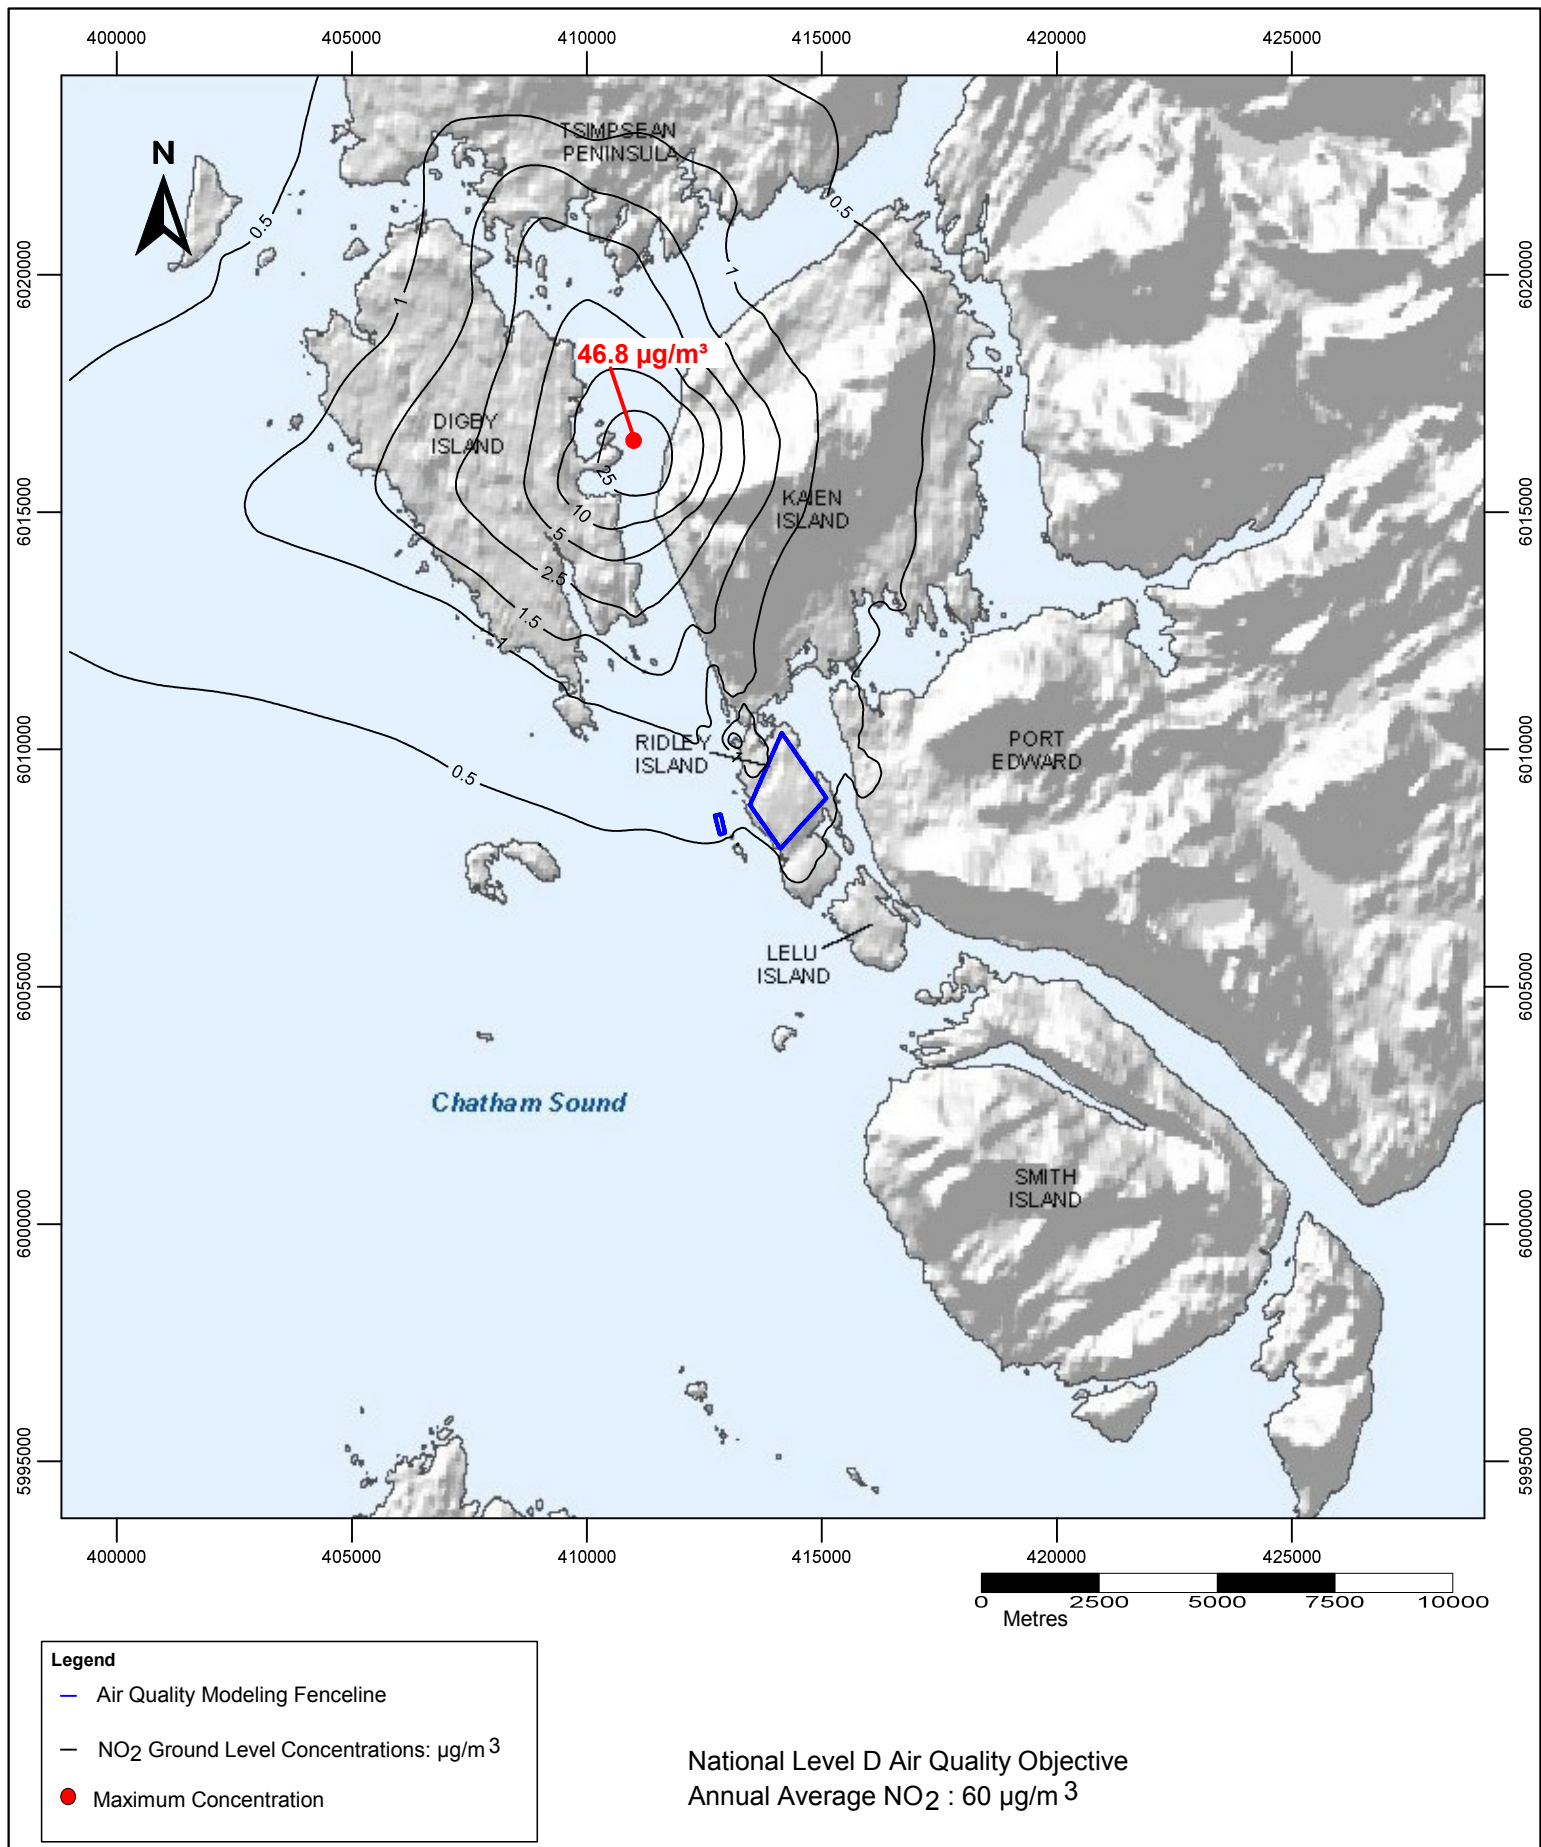 400000 405000 410000 415000 420000 425000
TSIMPSEAN
PENINSULA
N
0.5
0.5
6020000
6020000
1
1
46.8 µg/m³
DIGBY
ISLAND
25
KAIEN
ISLAND
6015000
6015000
10
5
2.5
1.5
1
RIDLEY
ISLAND
PORT
EDWARD
6010000
6010000
0.5
LELU
ISLAND
6005000
6005000
Chatham Sound
SMITH
ISLAND
6000000
6000000
5995000
5995000
400000 405000 410000 415000 420000 425000
0 2500 5000 7500 10000
Metres
Legend
Air Quality Modeling Fenceline
NO2 Ground Level Concentrations: µg/m3
Maximum Concentration
National Level D Air Quality Objective
Annual Average NO2 : 60 µg/m3